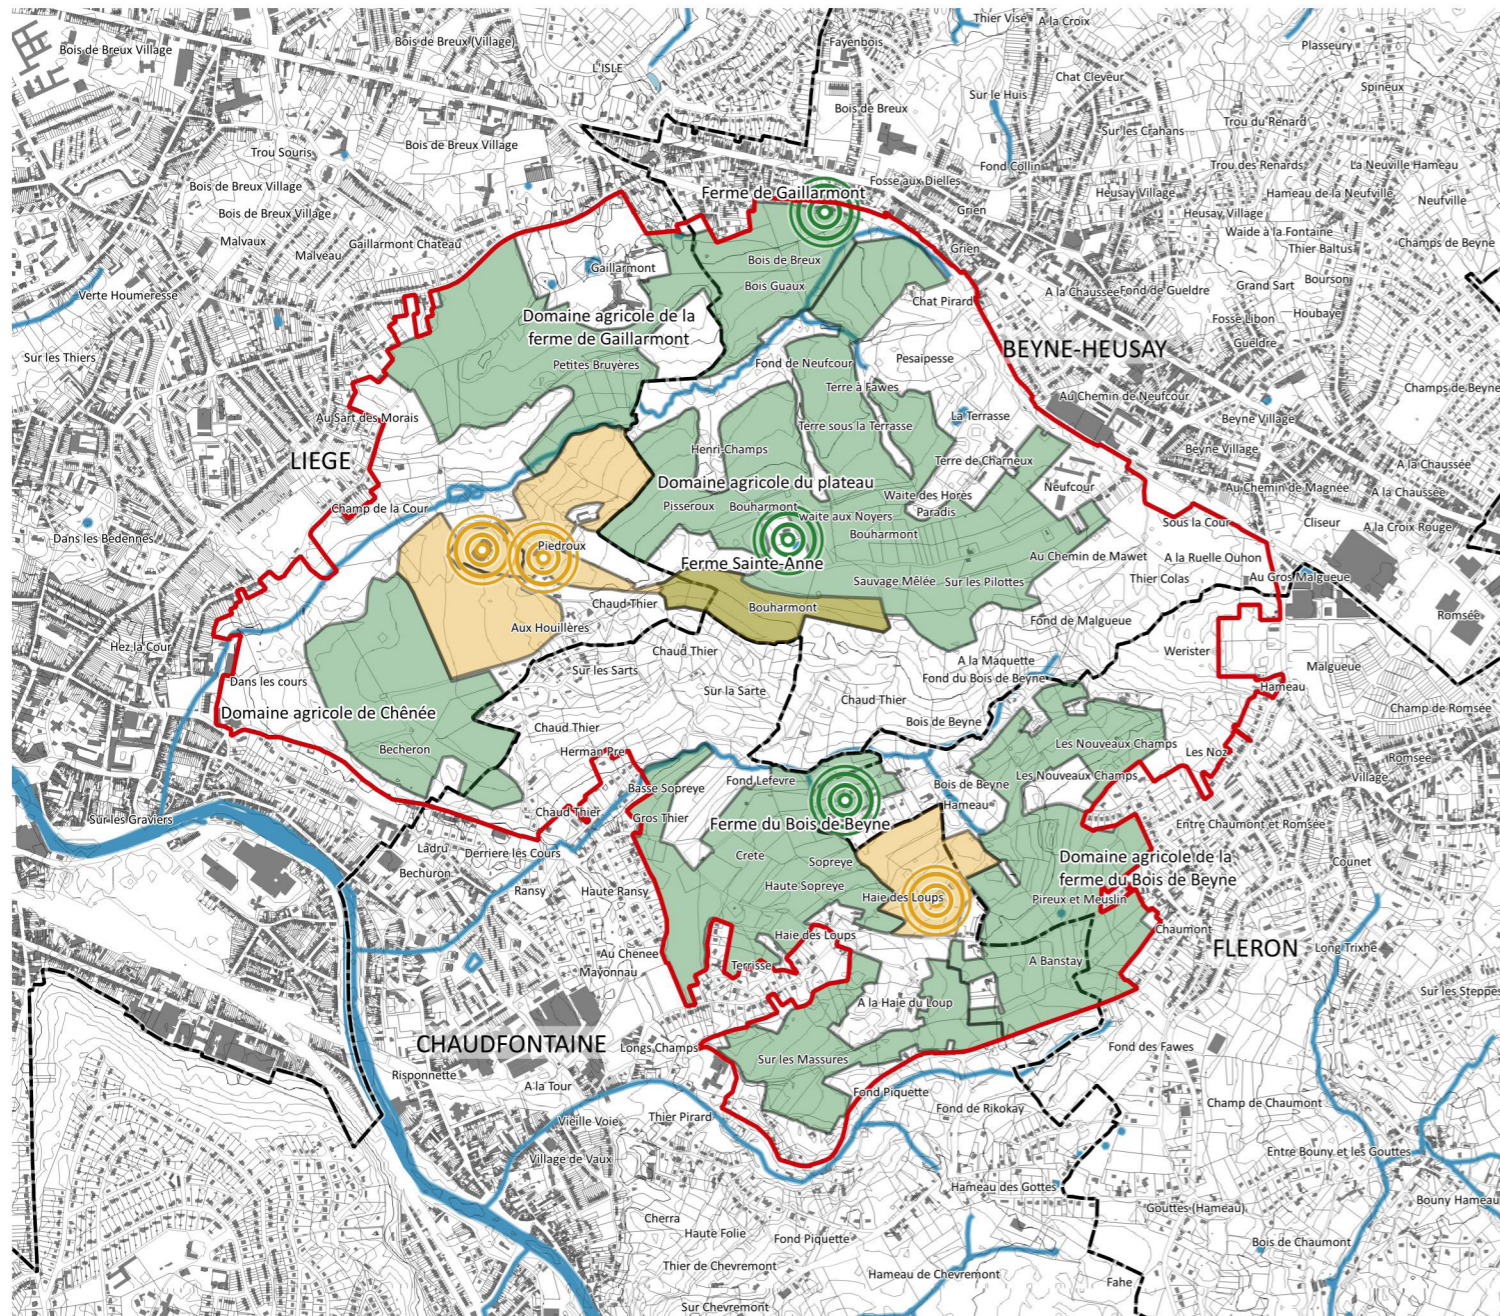 Thier Visé
A la Croix
Bois de Breux Village
Bois de Breux (Village)
Fayenbois
Plasseury
L'ISLE
Chat Cleveur
Spineux
Sur le Huis
Bois de Breux
Trou du Renard
Sur les Crahans
Bois de Breux Village
Trou Souris
Fond Collin
Trou des Renards
La Neuville Hameau
Fosse aux Dielles
Bois de Breux Village
Ferme de Gaillarmont
Heusay Village
Hameau de la Neufville
Neufville
Bois de Breux Village
Grien
Heusay Village
Waide à la Fontaine
Malvaux
Gaillarmont Chateau
Grien
Thier Baltus
Champs de Beyne
Malveau
Bois de Breux
Gaillarmont
Bois Guaux
Bourson
Verte Houmeresse
A la Chaussée
Fond de Gueldre
Grand Sart
Chat Pirard
Houbaye
Domaine agricole de la
ferme de Gaillarmont
Fosse Libon
Gueldre
BEYNE-HEUSAY
Sur les Thiers
Pesaipesse
Petites Bruyères
Fond de Neufcour
Terre à Fawes
Champs de Beyne
Au Chemin de Neufcour
Au Sart des Morais
La Terrasse
Beyne Village
Terre sous la Terrasse
Henri-Champs
Beyne Village
LIEGE
Terre de Charneux
A la Chaussée
Domaine agricole du plateau
Neufcour
Au Chemin de Magnée
A la Chaussée
Waite des Horès
Champ de la Cour
Pisseroux
Bouharmont
Paradis
waite aux Noyers
Sous la Cour
Cliseur
A la Croix Rouge
Dans les Bedennes
Bouharmont
Piedroux
Au Chemin de Mawet
A la Ruelle Ouhon
Ferme Sainte-Anne
Thier Colas
Au Gros Malgueue
Sauvage Mêlée
Sur les Pilottes
Chaud-Thier
Bouharmont
Romsée
Aux Houillères
Fond de Malgueue
Hez la Cour
Chaud Thier
Werister
A la Maquette
Malgueue
Sur les Sarts
Fond du Bois de Beyne
Dans les cours
Sur la Sarte
Hameau
Chaud Thier
Domaine agricole de Chênée
Champ de Romsée
Chaud Thier
Bois de Beyne
Becheron
Herman Pre
Les Nouveaux Champs
Les Noz
Romsée
Fond Lefevre
Les Nouveaux Champs
Village
Basse Sopreye
Bois de Beyne
Hameau
Chaud Thier
Sur les Graviers
Gros Thier
Ferme du Bois de Beyne
Entre Chaumont et Romsée
Ladru
Derriere les Cours
Crete
Sopreye
Domaine agricole de la
ferme du Bois de Beyne
Counet
Bechuron
Ransy
Haute Ransy
Haute Sopreye
Haie des Loups
Pireux et Meuslin
Chaumont
Haie des Loups
FLERON
Long Trixhe
Au Chenee
Terrisse
A Banstay
Mayonnau
Sur les Steppes
A la Haie du Loup
CHAUDFONTAINE
Longs Champs
Fond des Fawes
Sur les Massures
Risponnette
A la Tour
Fond Piquette
Champ de Chaumont
Fond de Rikokay
Vieille Voie
Thier Pirard
Entre Bouny et les Gouttes
Village de Vaux
Hameau des Gottes
Bouny Hameau
Gouttes (Hameau)
Cherra
Haute Folie
Fond Piquette
Bois de Chaumont
Thier de Chevremont
Hameau de Chevremont
Fahe
Sur Chevremont